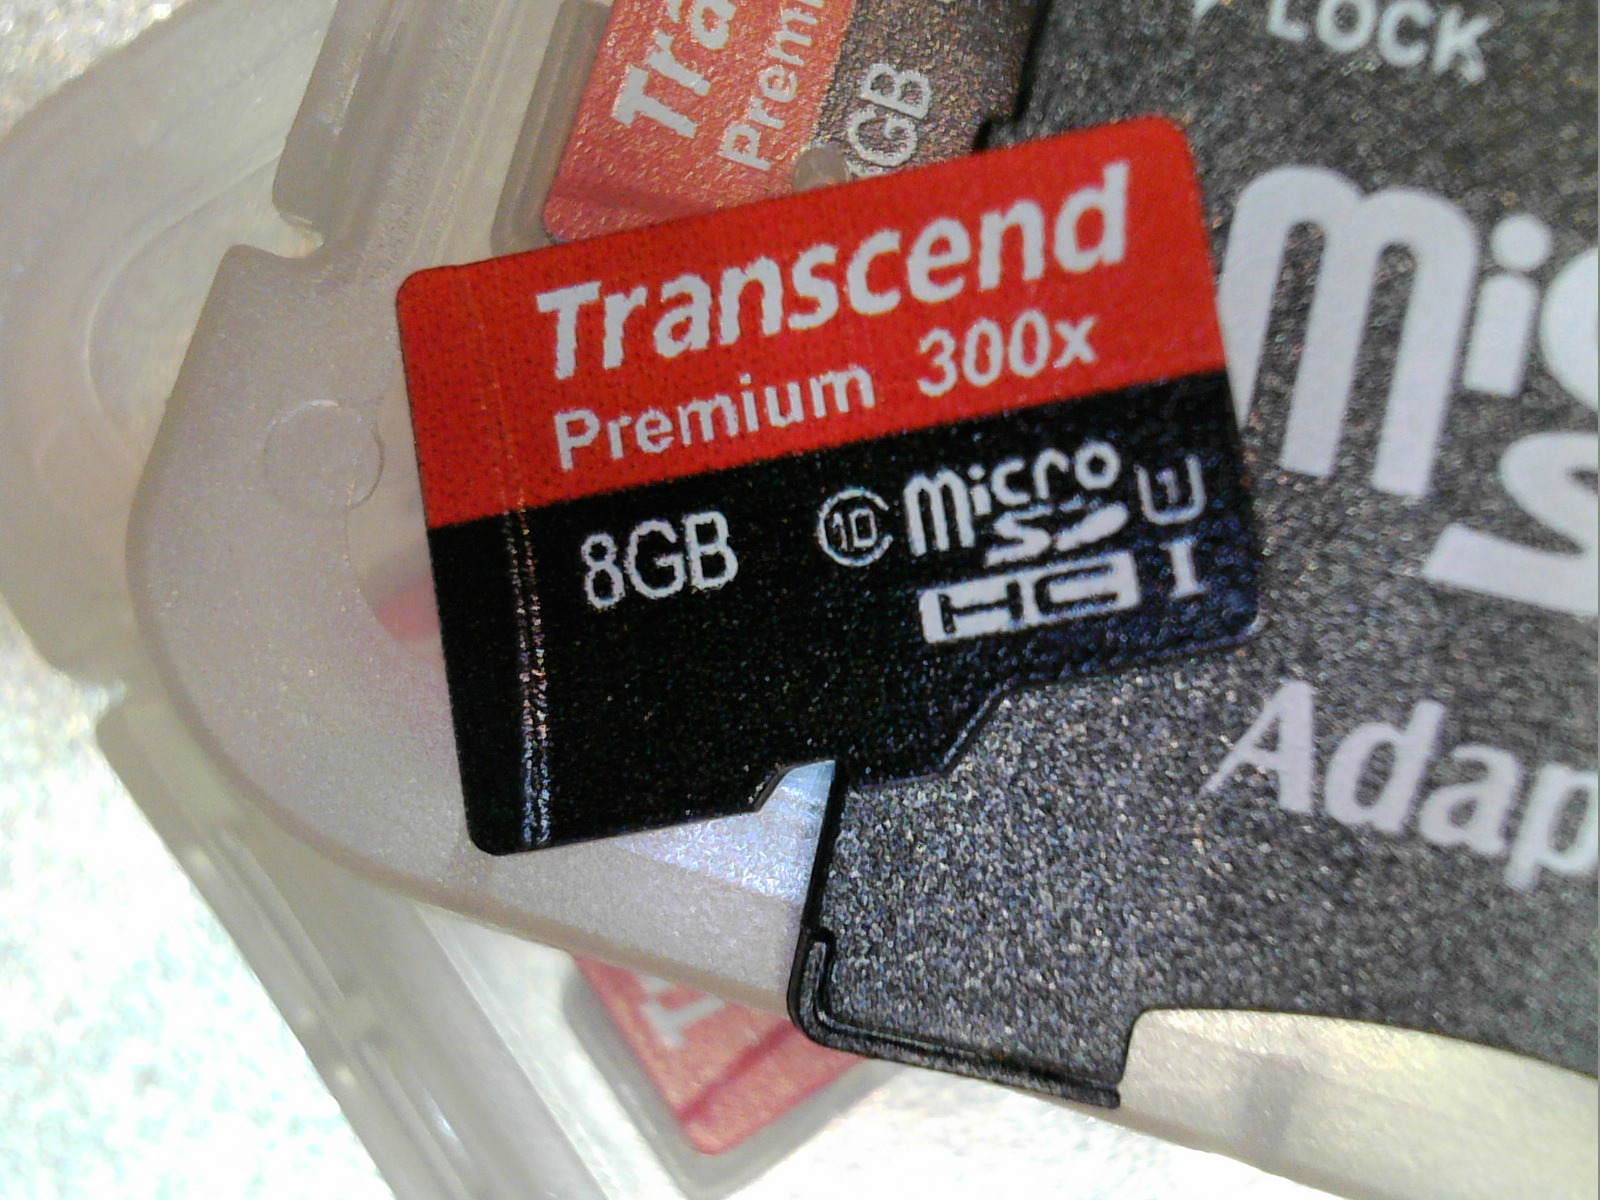 LOCK
Transcend
Premium 300x
8GB 10 micro SD HC U1 I
Adap